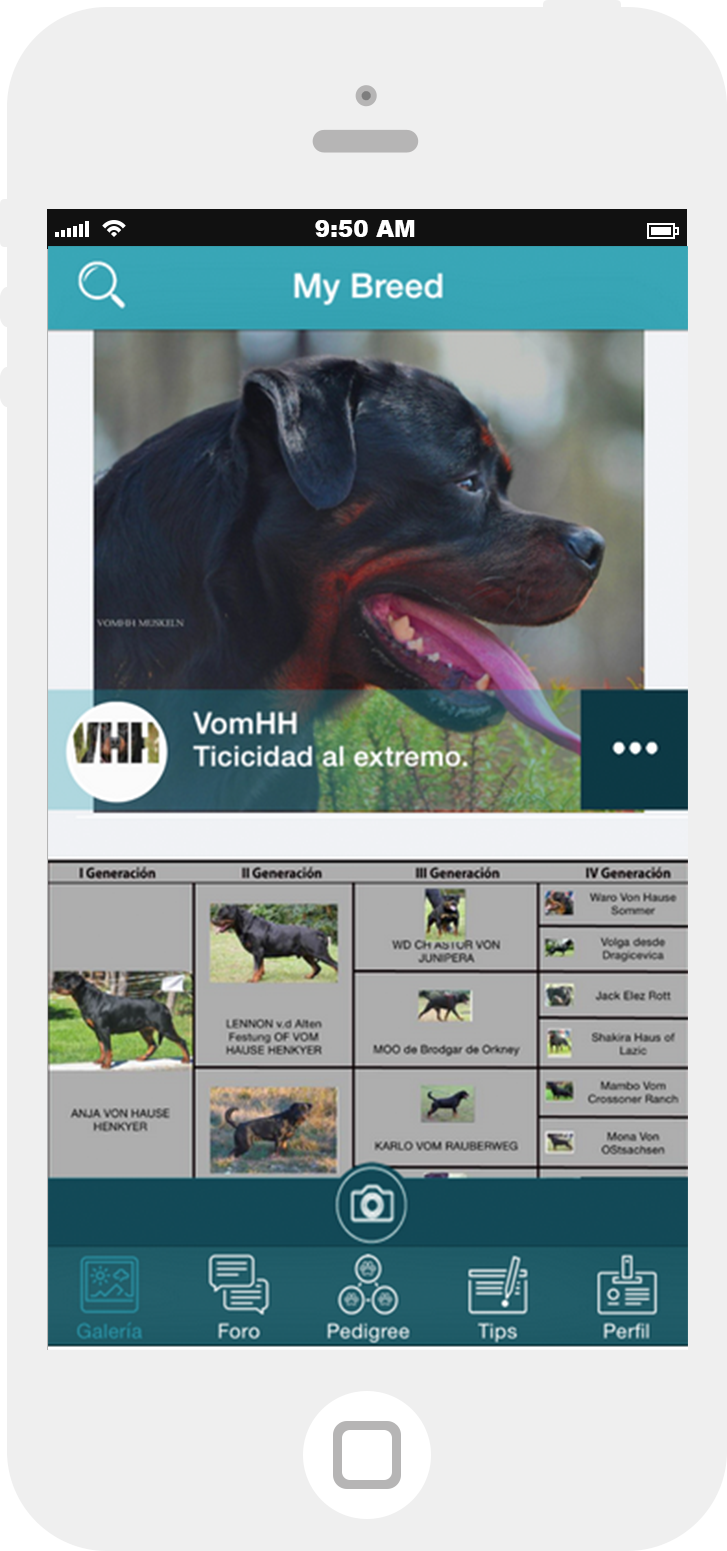 9:50 AM
My Breed
VOMHH MUSKELN
VHH
VomHH
Ticicidad al extremo.
I Generación
II Generación
III Generación
IV Generación
ANJA VON HAUSE
HENKYER
LENNON v.d Alten
Festung OF VOM
HAUSE HENKYER
WD CH ASTUR VON
JUNIPERA
MOO de Brodgar de Orkney
KARLO VOM RAUBERWEG
Waro Von Hause
Sommer
Volga desde
Dragicevica
Jack Elez Rott
Shakira Haus of
Lazic
Mambo Vom
Crossoner Ranch
Mona Von
OStsachsen
Galería
Foro
Pedigree
Tips
Perfil